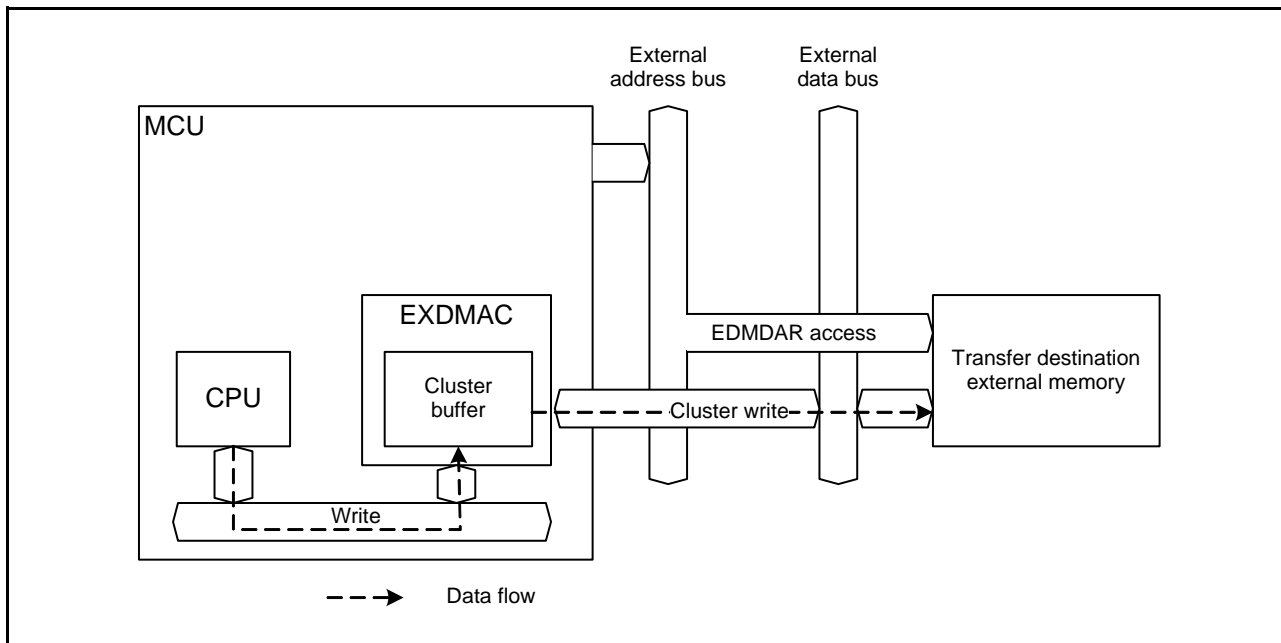 External
address bus
External
data bus
MCU
EXDMAC
EDMDAR access
Transfer destination
external memory
CPU
Cluster
buffer
Cluster write
Write
Data flow